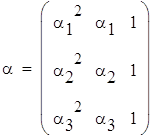 α = ( α₁² α₁ 1
α₂² α₂ 1
α₃² α₃ 1 )